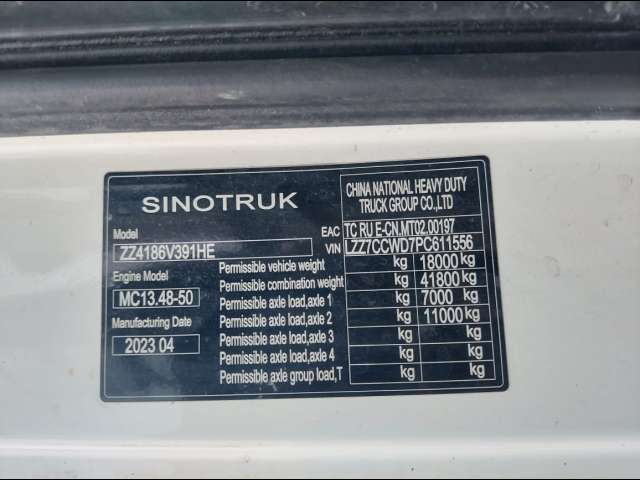 SINOTRUK
CHINA NATIONAL HEAVY DUTY
TRUCK GROUP CO.,LTD
Model
EAC TC RU E-CN.MT02.00197
ZZ4186V391HE
VIN LZZ7CCWD7PC611556
Engine Model
MC13.48-50
Manufacturing Date
2023 04
Permissible vehicle weight kg 18000 kg
Permissible combination weight kg 41800 kg
Permissible axle load,axle 1 kg 7000 kg
Permissible axle load,axle 2 kg 11000 kg
Permissible axle load,axle 3 kg kg
Permissible axle load,axle 4 kg kg
Permissible axle group load,T kg kg